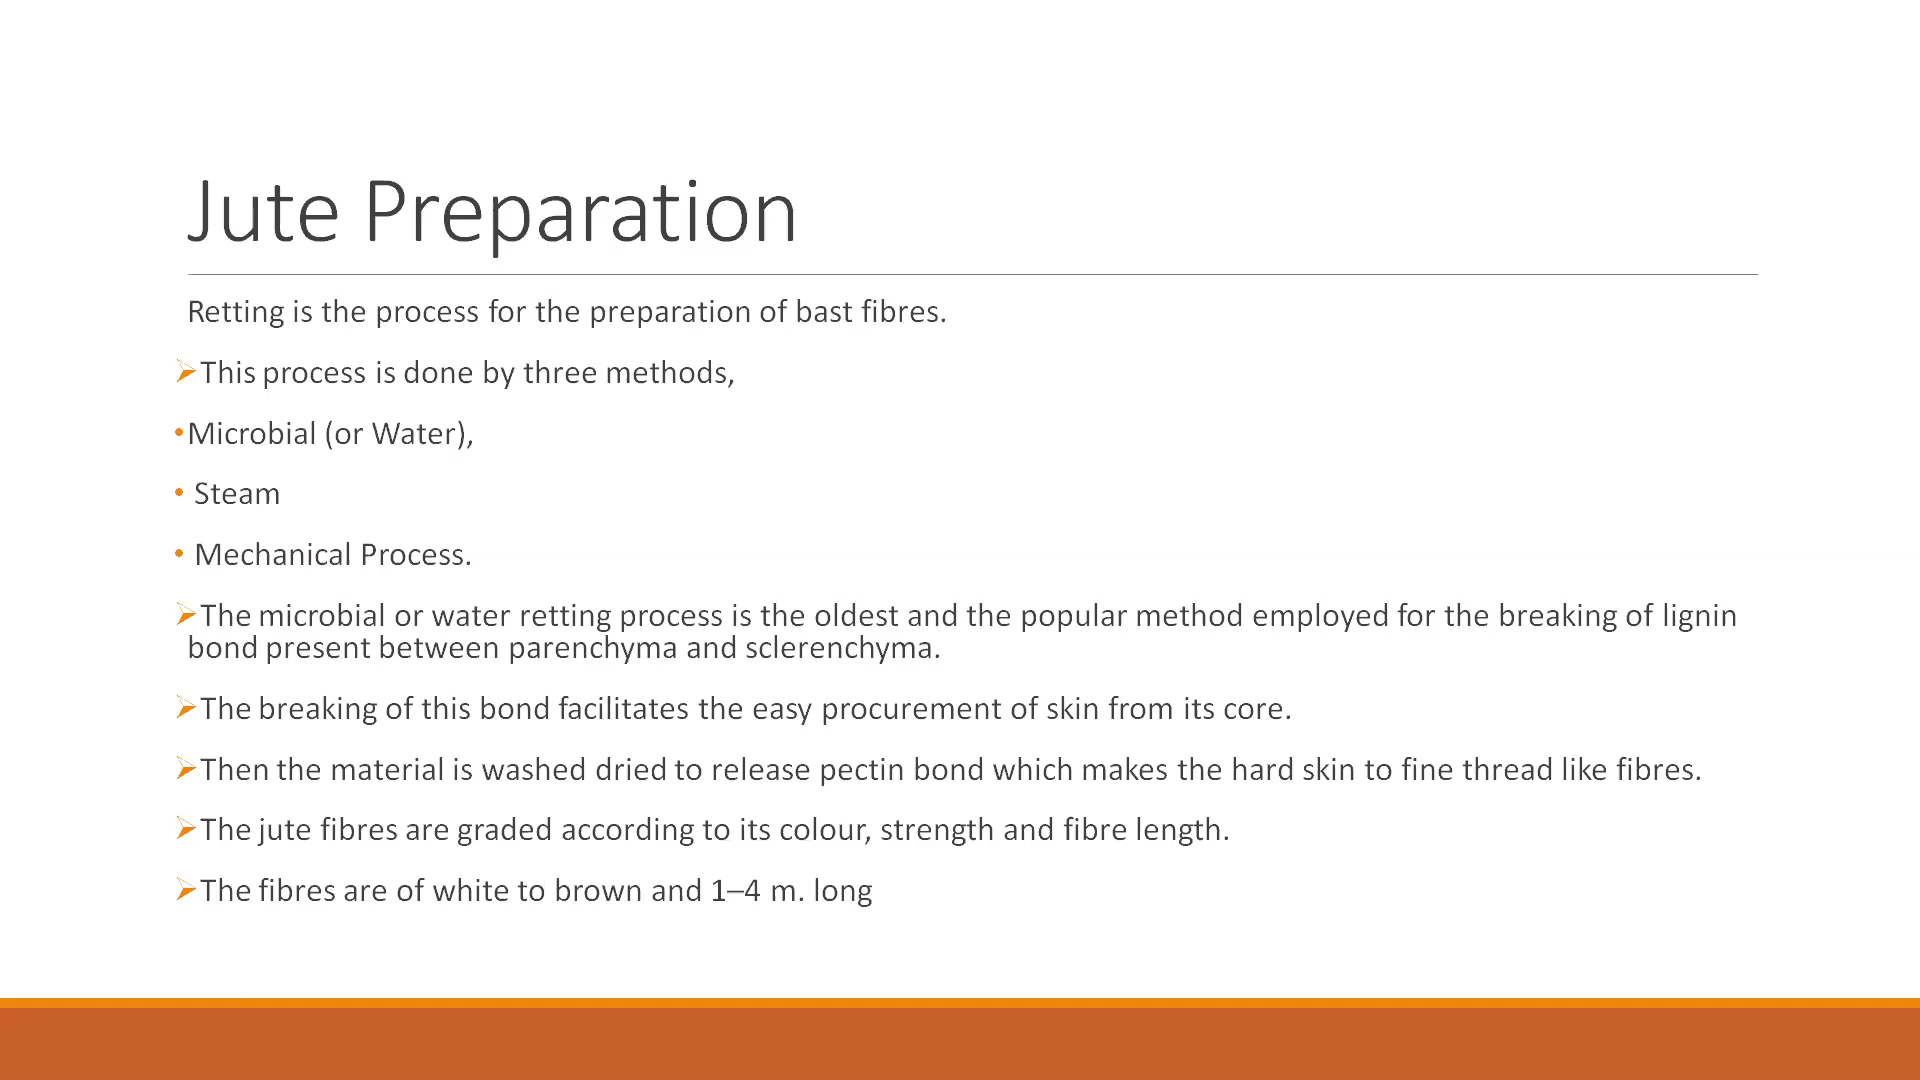 Jute Preparation
Retting is the process for the preparation of bast fibres.
➢This process is done by three methods,
•Microbial (or Water),
• Steam
• Mechanical Process.
➢The microbial or water retting process is the oldest and the popular method employed for the breaking of lignin
bond present between parenchyma and sclerenchyma.
➢The breaking of this bond facilitates the easy procurement of skin from its core.
➢Then the material is washed dried to release pectin bond which makes the hard skin to fine thread like fibres.
➢The jute fibres are graded according to its colour, strength and fibre length.
➢The fibres are of white to brown and 1–4 m. long